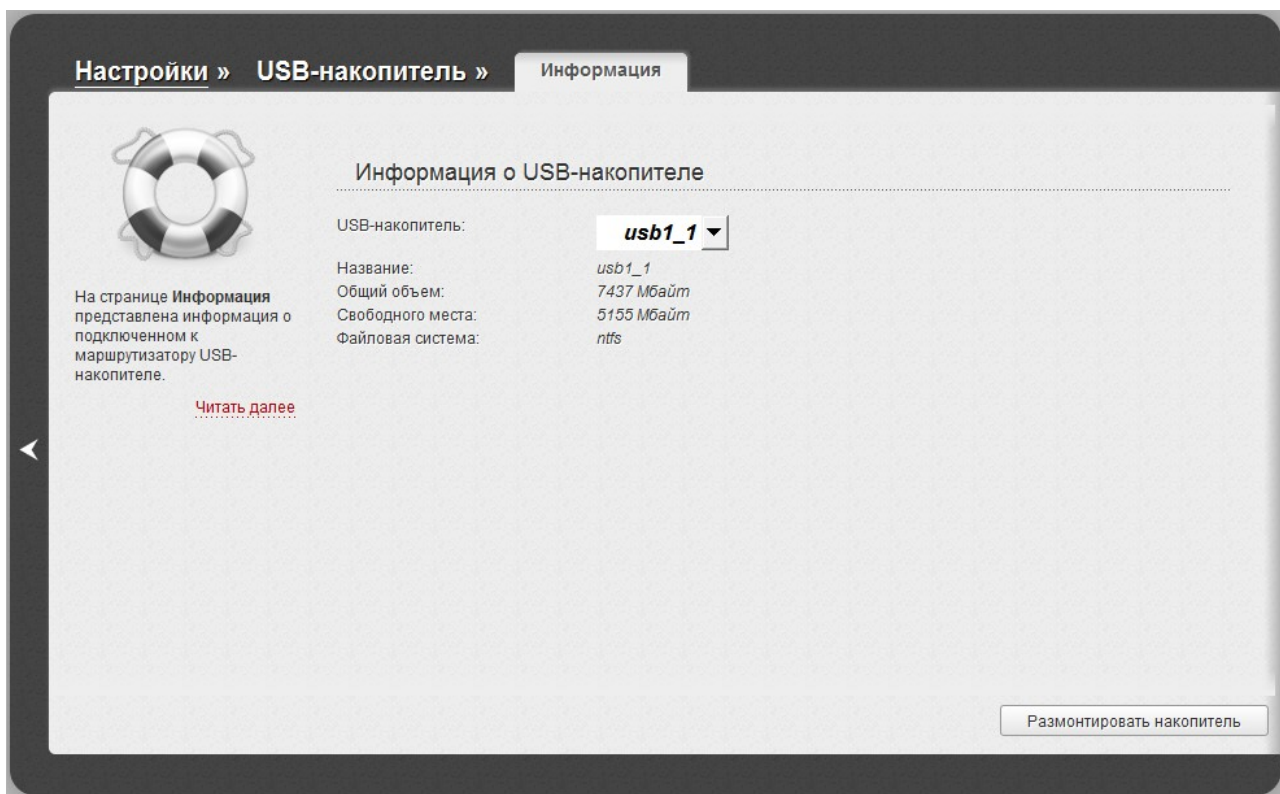 Настройки » USB-накопитель » Информация
Информация о USB-накопителе
На странице Информация
представлена информация о
подключенном к
маршрутизатору USB-
накопителе.
Читать далее
USB-накопитель: usb1_1
Название: usb1_1
Общий объем: 7437 Мбайт
Свободного места: 5155 Мбайт
Файловая система: ntfs
Размонтировать накопитель